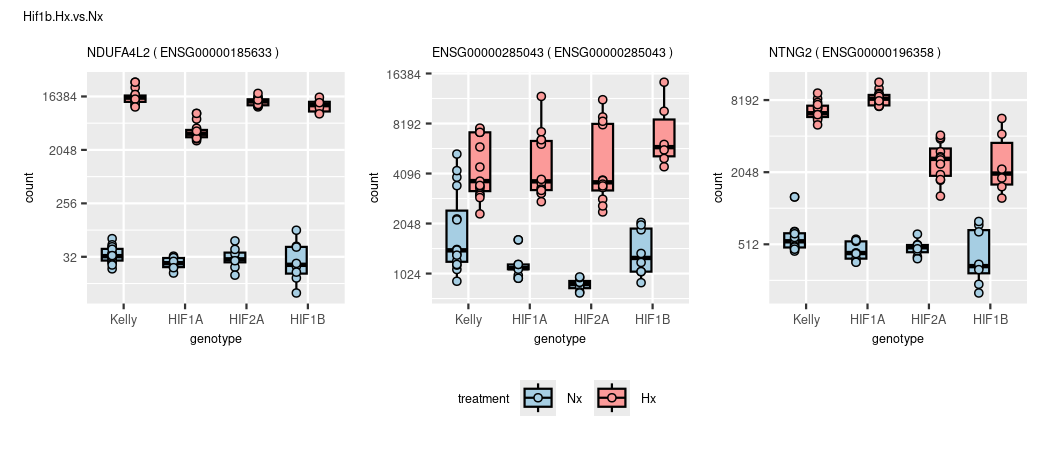 Hif1b.Hx.vs.Nx
NDUFA4L2 ( ENSG00000185633 )
16384
2048
256
32
count
Kelly HIF1A HIF2A HIF1B
genotype
ENSG00000285043 ( ENSG00000285043 )
16384
8192
4096
2048
1024
count
Kelly HIF1A HIF2A HIF1B
genotype
NTNG2 ( ENSG00000196358 )
8192
2048
512
count
Kelly HIF1A HIF2A HIF1B
genotype
treatment Nx Hx